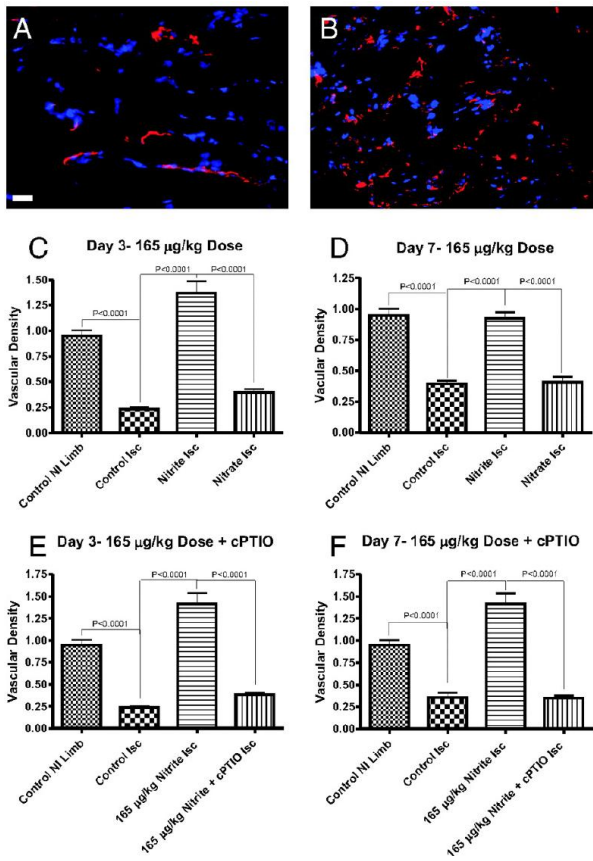 A
B
C
Day 3- 165 µg/kg Dose
Vascular Density
1.50
1.25
1.00
0.75
0.50
0.25
0.00
P<0.0001
P<0.0001
P<0.0001
Control NI Limb
Control Isc
Nitrite Isc
Nitrate Isc
D
Day 7- 165 µg/kg Dose
Vacular Density
1.25
1.00
0.75
0.50
0.25
0.00
P<0.0001
P<0.0001
P<0.0001
Control NI Limb
Control Isc
Nitrite Isc
Nitrate Isc
E
Day 3- 165 µg/kg Dose + cPTIO
Vascular Density
1.75
1.50
1.25
1.00
0.75
0.50
0.25
0.00
P<0.0001
P<0.0001
P<0.0001
Control NI Limb
Control Isc
165 µg/kg Nitrite Isc
165 µg/kg Nitrite + cPTIO Isc
F
Day 7- 165 µg/kg Dose + cPTIO
Vascular Density
1.75
1.50
1.25
1.00
0.75
0.50
0.25
0.00
P<0.0001
P<0.0001
P<0.0001
Control NI Limb
Control Isc
165 µg/kg Nitrite Isc
165 µg/kg Nitrite + cPTIO Isc